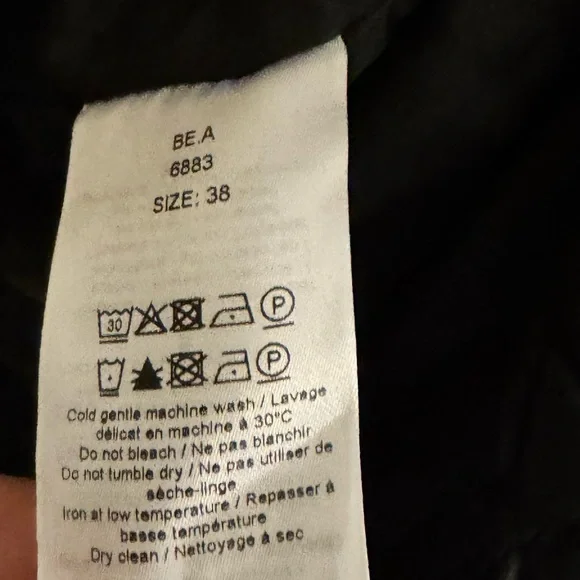 BE.A
6883
SIZE: 38
30 P
P
Cold gentle machine wash / Lavage
délicat en machine à 30°C
Do not bleach / Ne pas blanchir
Do not tumble dry / Ne pas utiliser de
sèche-linge
Iron at low temperature / Repasser à
basse température
Dry clean / Nettoyage à sec